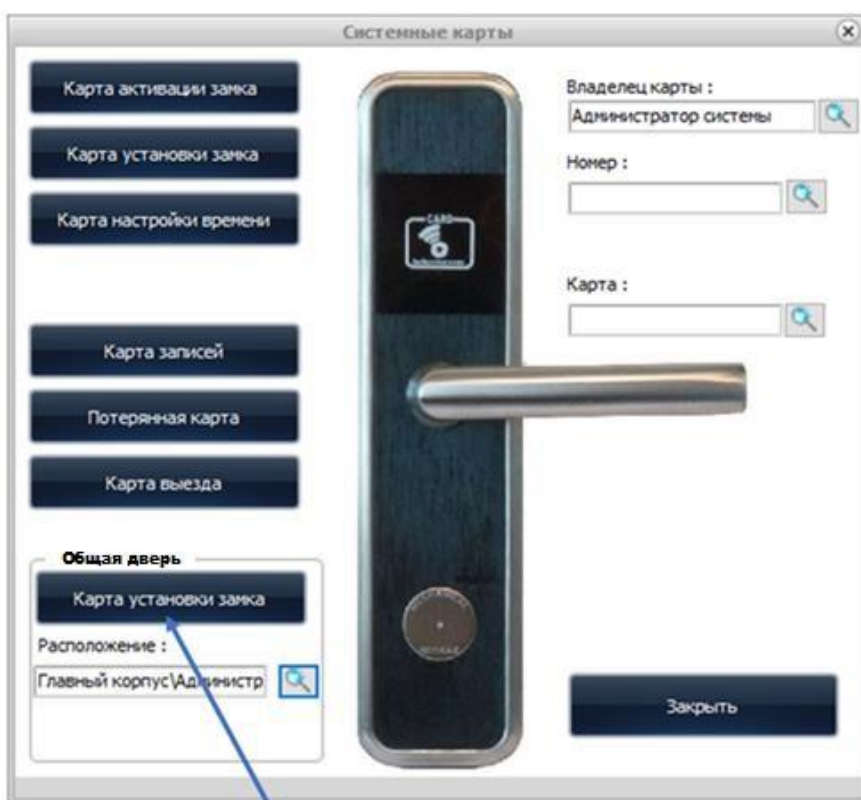 Системные карты
Карта активации замка
Карта установки замка
Карта настройки времени
Карта записей
Потерянная карта
Карта выезда
Общая дверь
Карта установки замка
Расположение :
Главный корпус\Администр
CARD
Владелец карты :
Администратор системы
Номер :
Карта :
Закрыть